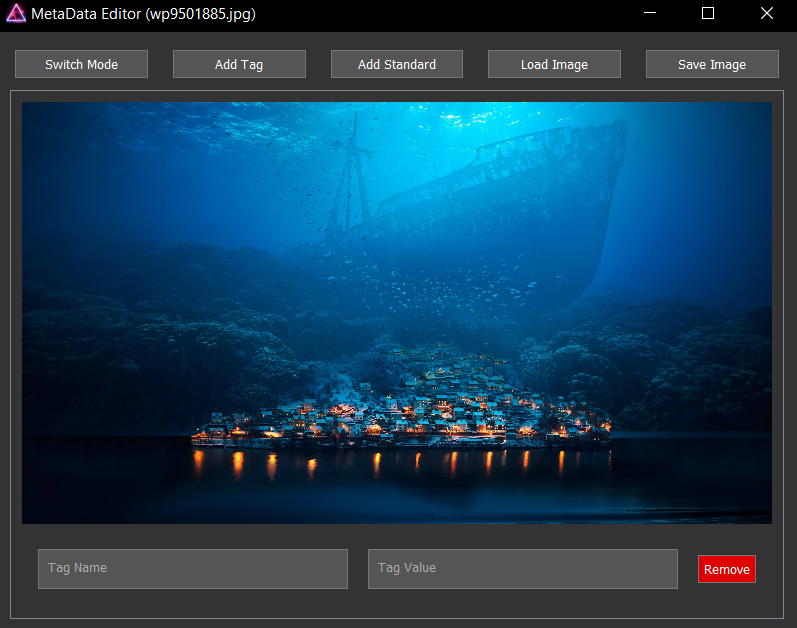 MetaData Editor (wp9501885.jpg)
Switch Mode
Add Tag
Add Standard
Load Image
Save Image
Tag Name
Tag Value
Remove